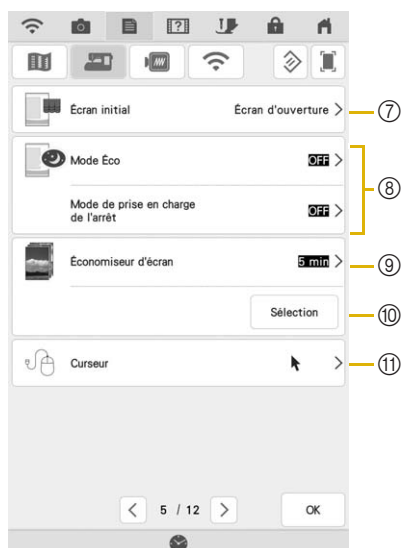 Écran initial
Écran d'ouverture >
⑦
Mode Éco
OFF >
⑧
Mode de prise en charge
de l'arrêt
OFF >
Économiseur d'écran
5 min >
⑨
Sélection
⑩
Curseur
>
⑪
< 5 / 12 >
OK